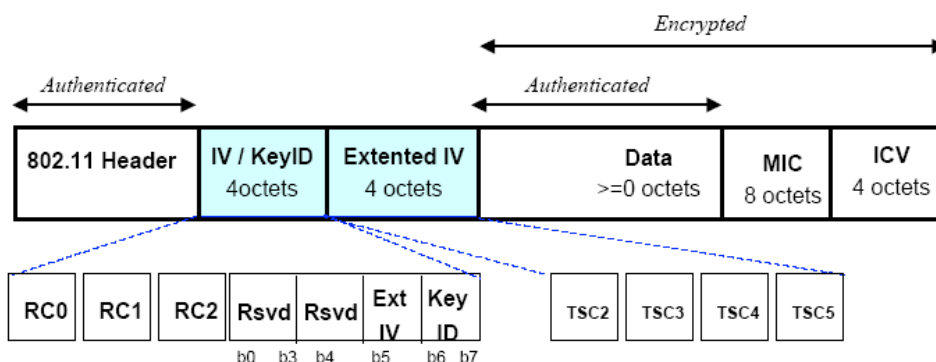 Encrypted
Authenticated
Authenticated
802.11 Header
IV / KeyID
4octets
Extented IV
4 octets
Data
>=0 octets
MIC
8 octets
ICV
4 octets
RC0
RC1
RC2
Rsvd
Rsvd
Ext
IV
Key
ID
TSC2
TSC3
TSC4
TSC5
b0
b3
b4
b5
b6
b7